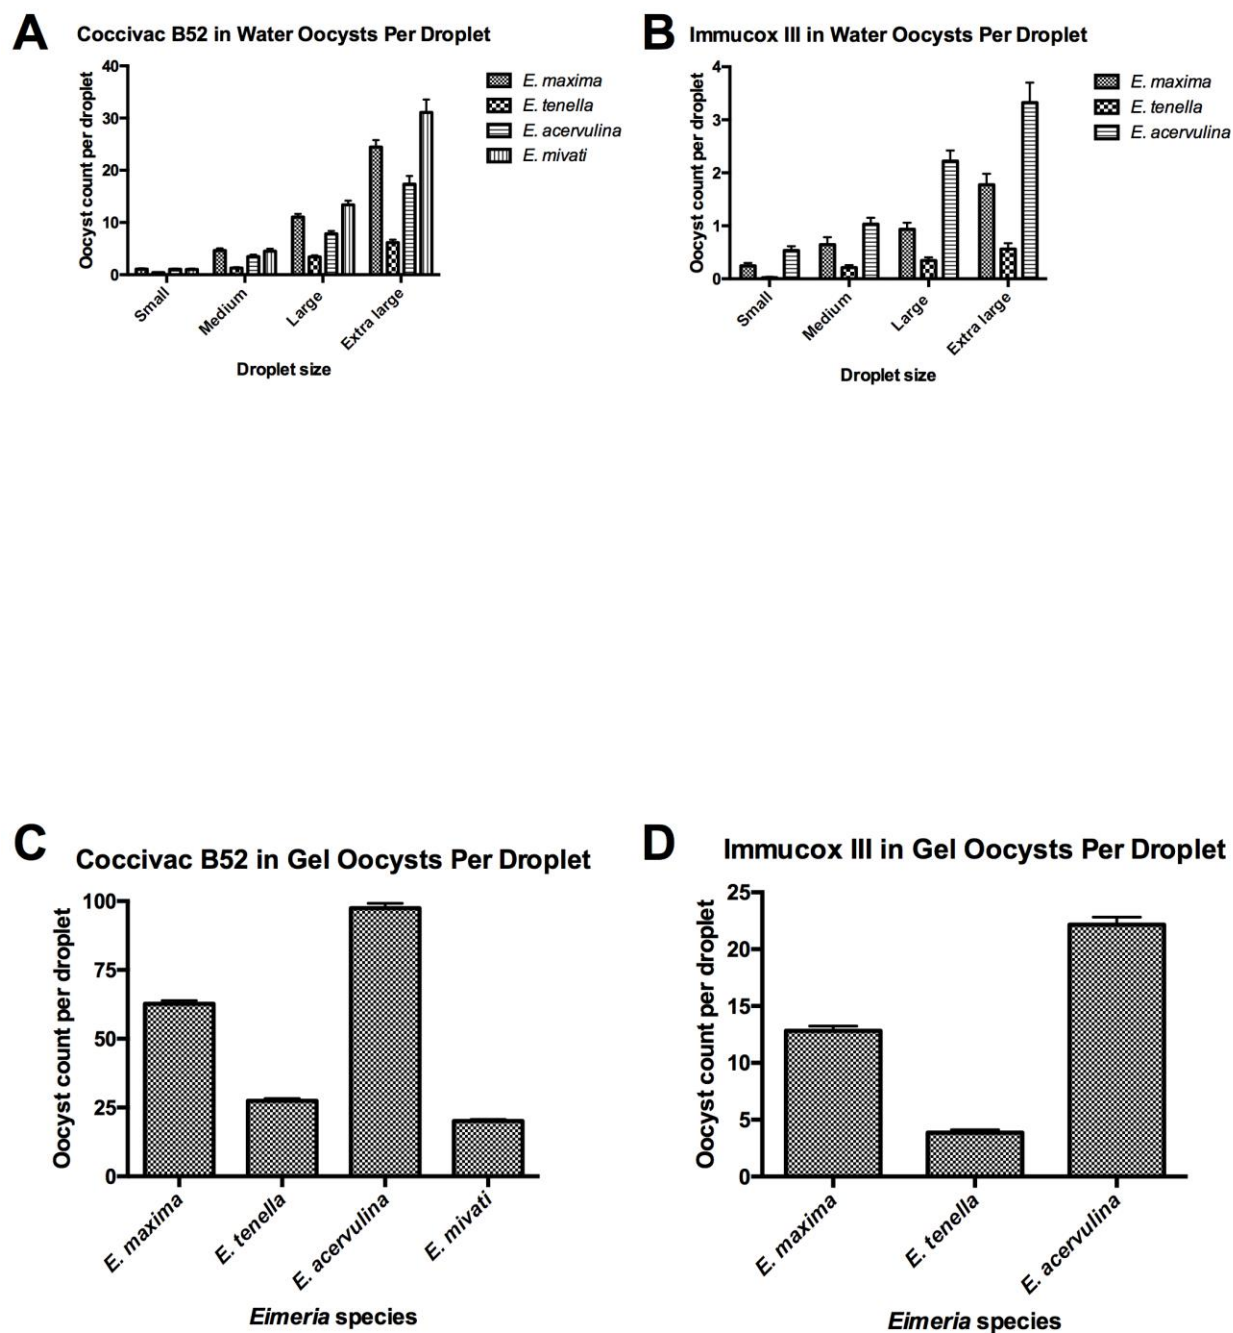 A
Coccivac B52 in Water Oocysts Per Droplet
Oocyst count per droplet
40
30
20
10
0
Small
Medium
Large
Extra large
Droplet size
E. maxima
E. tenella
E. acervulina
E. mivati
B
Immucox III in Water Oocysts Per Droplet
Oocyst count per droplet
4
3
2
1
0
Small
Medium
Large
Extra large
Droplet size
E. maxima
E. tenella
E. acervulina
C
Coccivac B52 in Gel Oocysts Per Droplet
Oocyst count per droplet
100
75
50
25
0
E. maxima
E. tenella
E. acervulina
E. mivati
Eimeria species
D
Immucox III in Gel Oocysts Per Droplet
Oocyst count per droplet
25
20
15
10
5
0
E. maxima
E. tenella
E. acervulina
Eimeria species